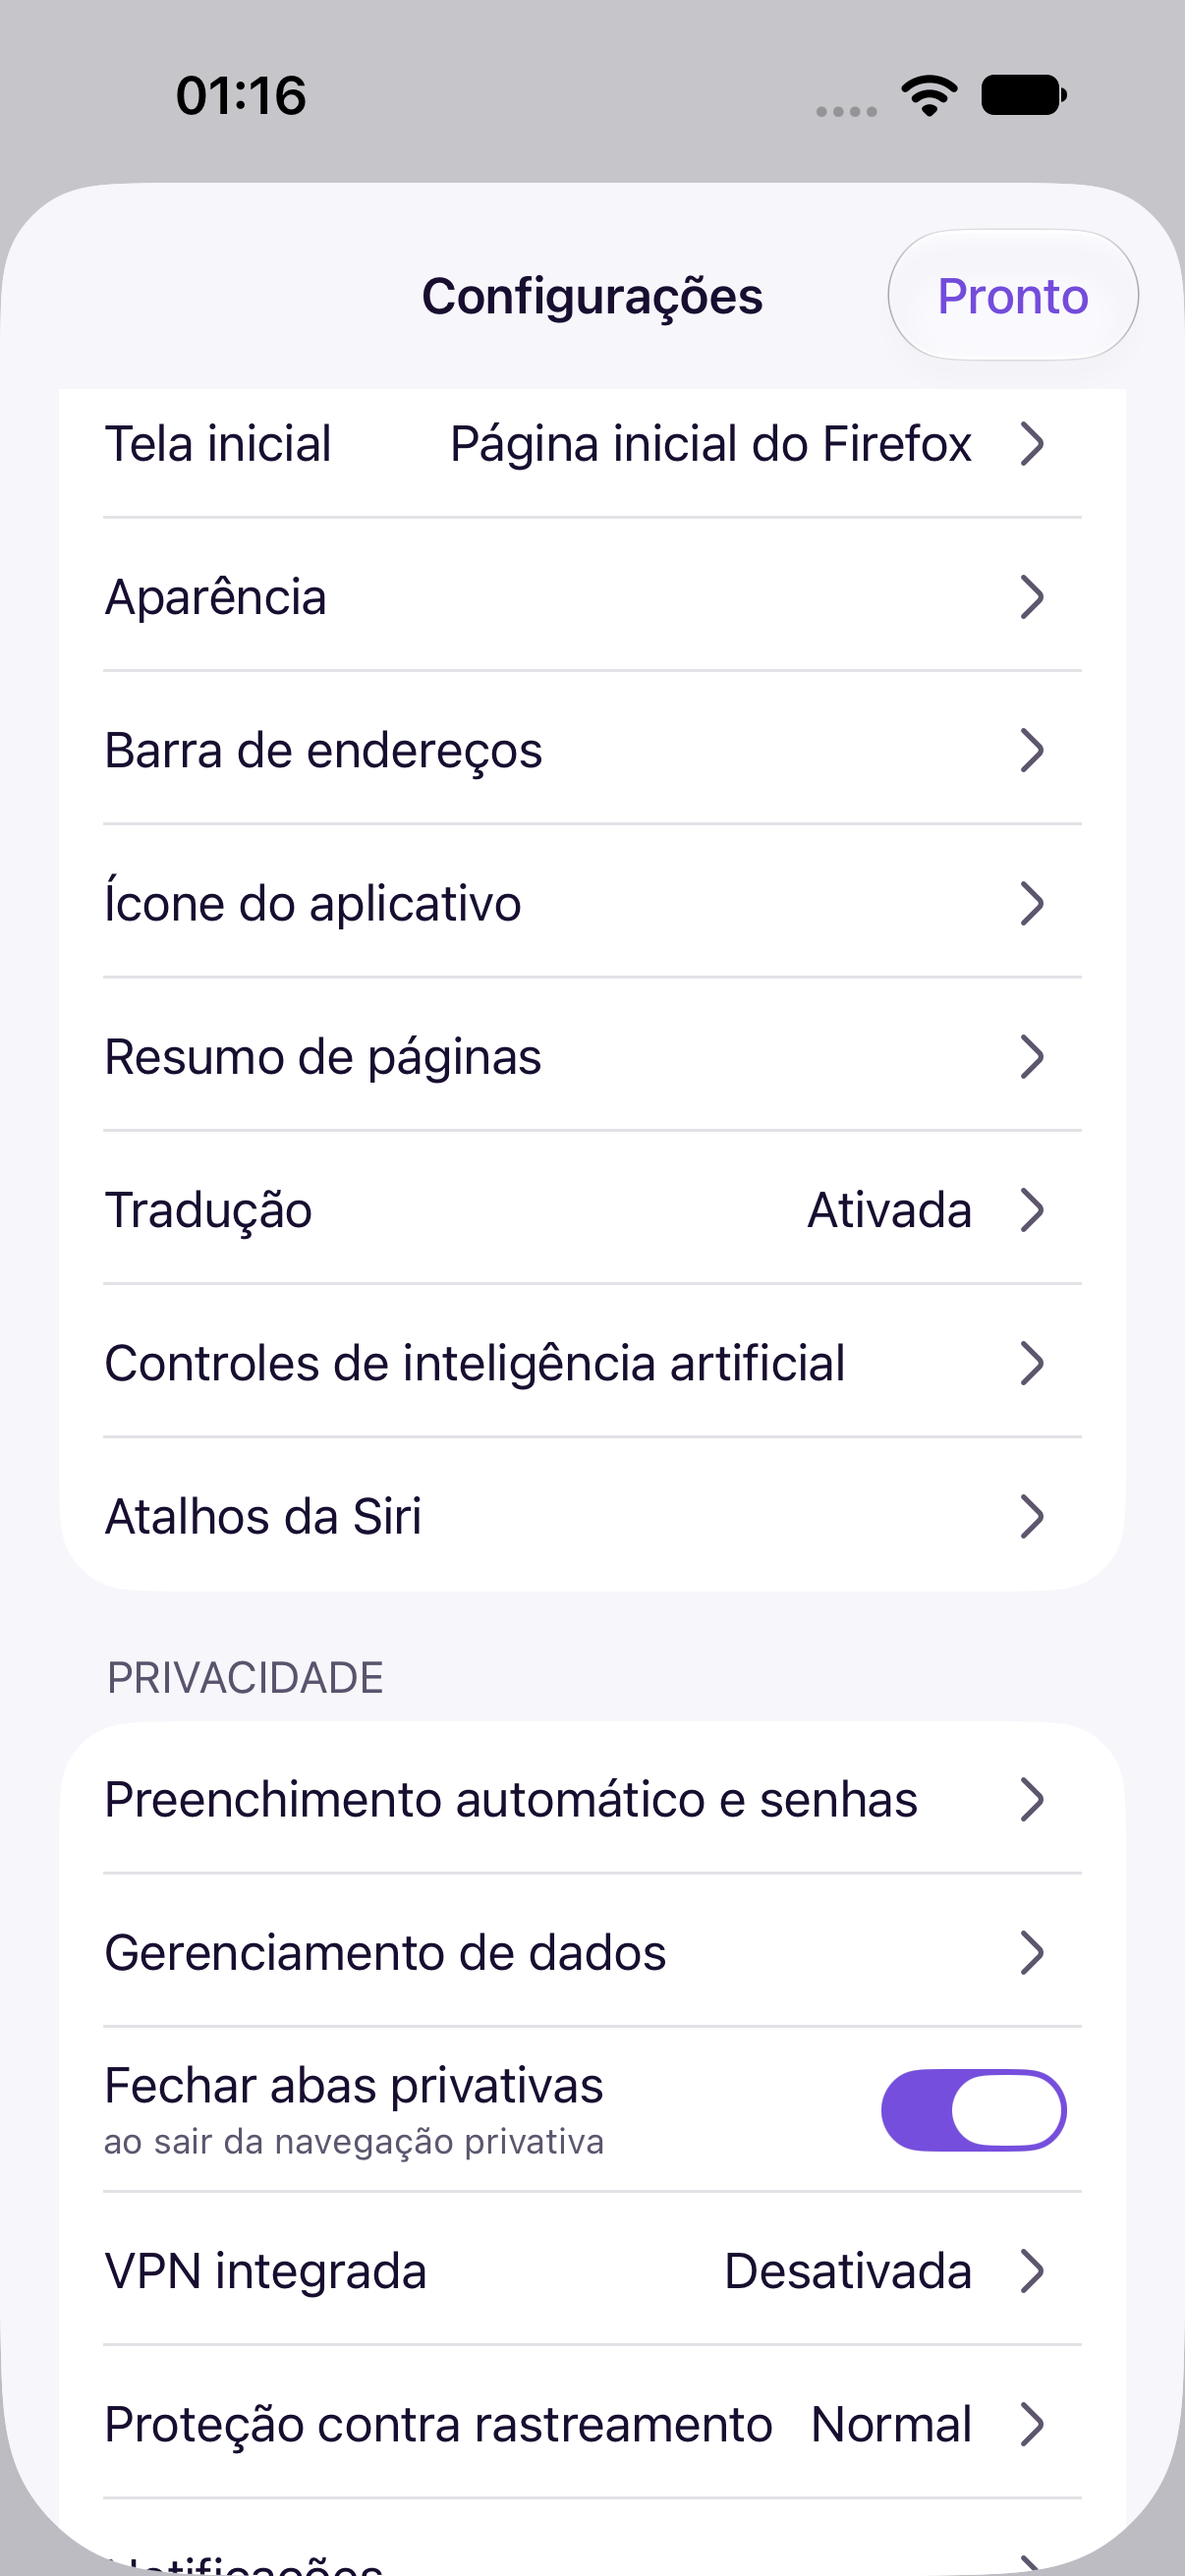 01:16
Configurações
Pronto
Tela inicial Página inicial do Firefox
Aparência
Barra de endereços
Ícone do aplicativo
Resumo de páginas
Tradução Ativada
Controles de inteligência artificial
Atalhos da Siri
PRIVACIDADE
Preenchimento automático e senhas
Gerenciamento de dados
Fechar abas privativas
ao sair da navegação privativa
VPN integrada Desativada
Proteção contra rastreamento Normal
Notificações